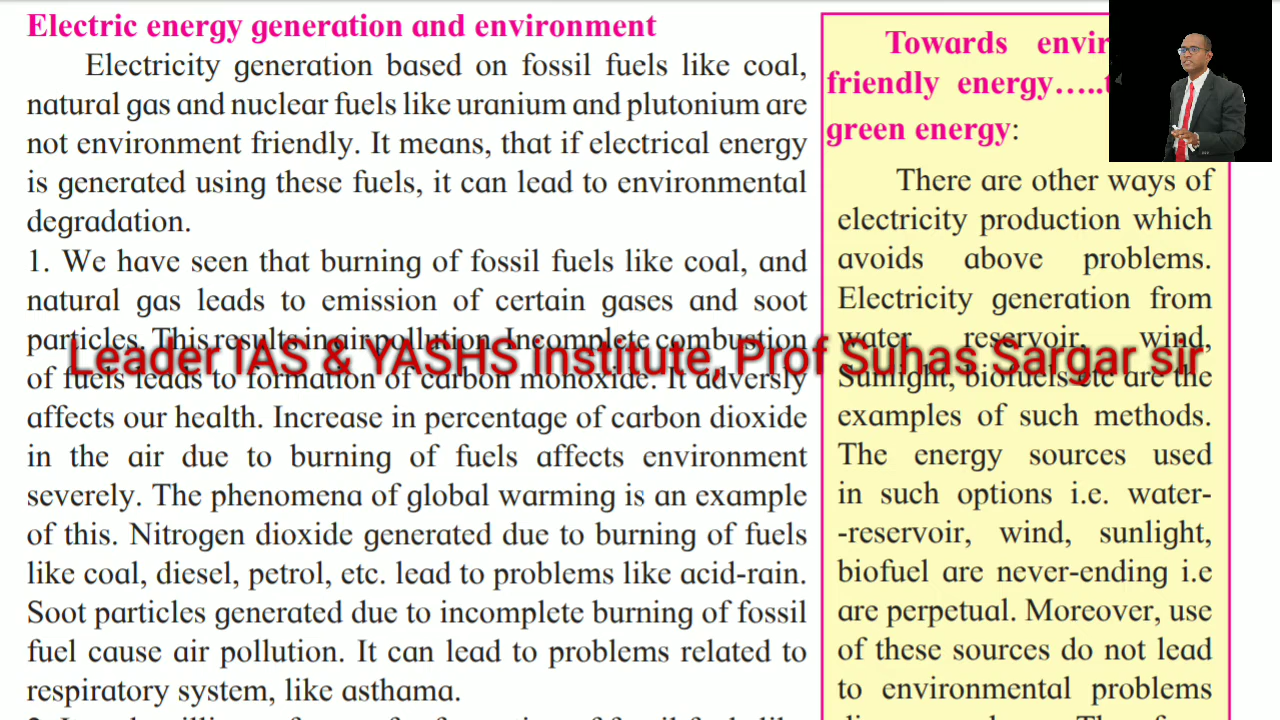 Electric energy generation and environment
Electricity generation based on fossil fuels like coal,
natural gas and nuclear fuels like uranium and plutonium are
not environment friendly. It means, that if electrical energy
is generated using these fuels, it can lead to environmental
degradation.
1. We have seen that burning of fossil fuels like coal, and
natural gas leads to emission of certain gases and soot
particles. This results in air pollution. Incomplete combustion
of fuels leads to formation of carbon monoxide. It adversly
affects our health. Increase in percentage of carbon dioxide
in the air due to burning of fuels affects environment
severely. The phenomena of global warming is an example
of this. Nitrogen dioxide generated due to burning of fuels
like coal, diesel, petrol, etc. lead to problems like acid-rain.
Soot particles generated due to incomplete burning of fossil
fuel cause air pollution. It can lead to problems related to
respiratory system, like asthama.
Towards
friendly energy.....
green energy:
There are other ways of
electricity production which
avoids above problems.
Electricity generation from
water reservoir, wind,
Sunlight, biofuels etc are the
examples of such methods.
The energy sources used
in such options i.e. water-
-reservoir, wind, sunlight,
biofuel are never-ending i.e
are perpetual. Moreover, use
of these sources do not lead
to environmental problems
Leader IAS & YASHS institute, Prof Suhas Sargar sir